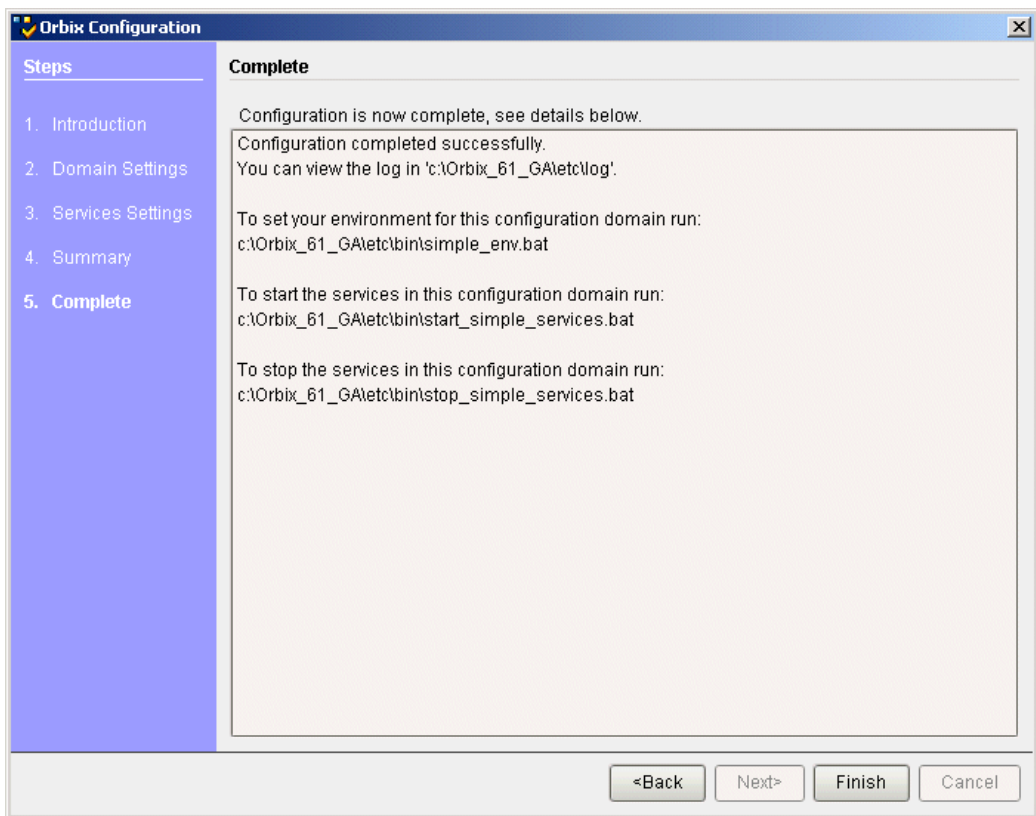 Orbix Configuration
Steps
1. Introduction
2. Domain Settings
3. Services Settings
4. Summary
5. Complete
Complete
Configuration is now complete, see details below.
Configuration completed successfully.
You can view the log in 'c:\Orbix_61_GA\etc\log'.
To set your environment for this configuration domain run:
c:\Orbix_61_GA\etc\bin\simple_env.bat
To start the services in this configuration domain run:
c:\Orbix_61_GA\etc\bin\start_simple_services.bat
To stop the services in this configuration domain run:
c:\Orbix_61_GA\etc\bin\stop_simple_services.bat
<Back
Next>
Finish
Cancel